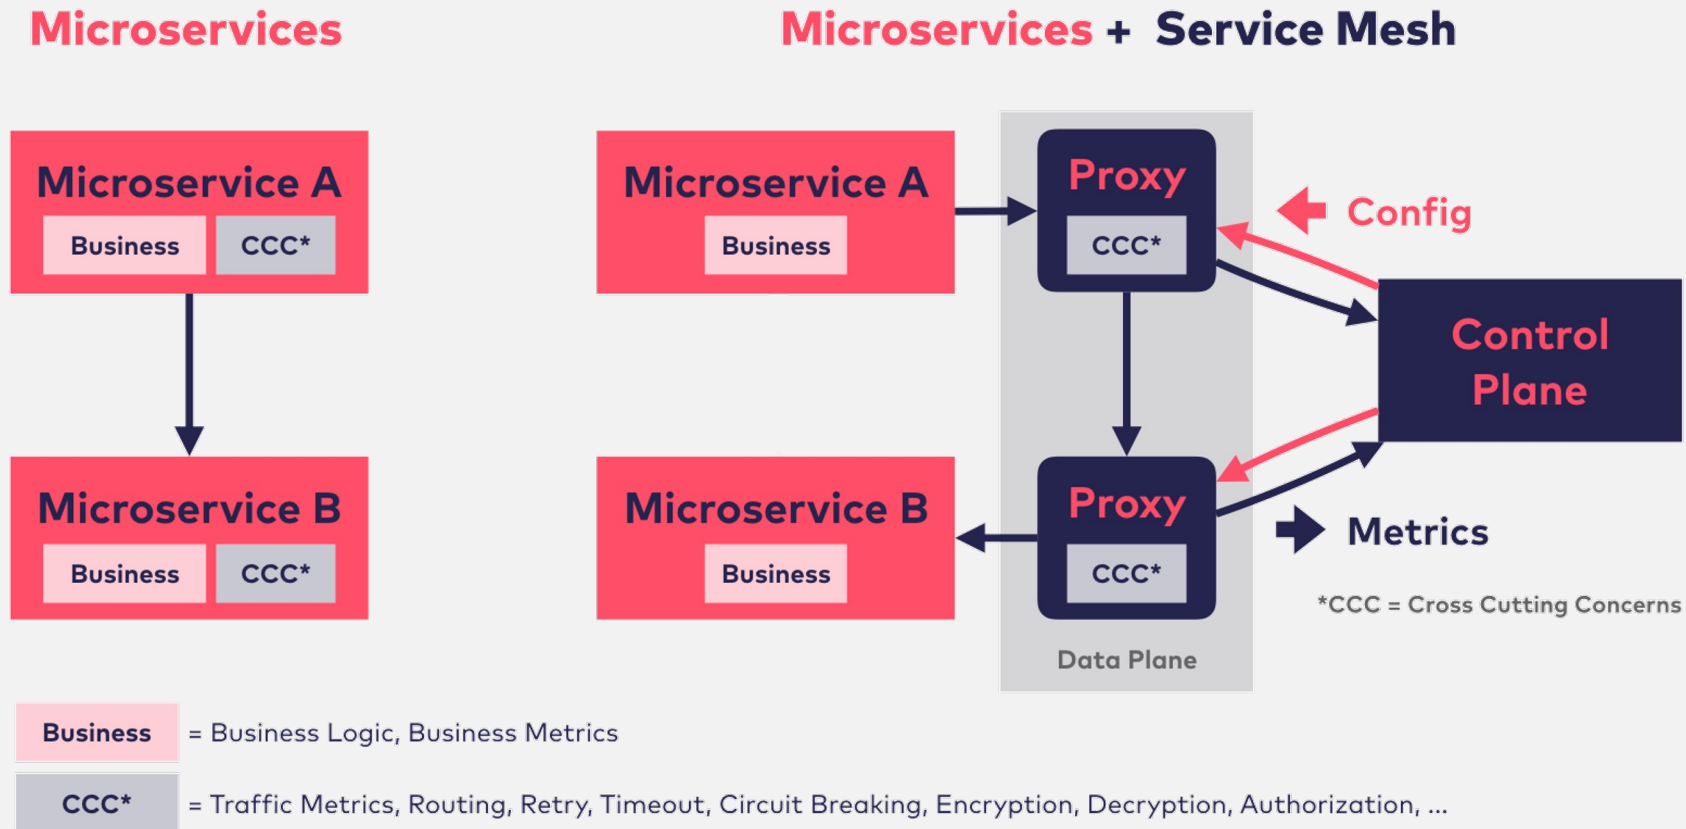 Microservices
Microservices + Service Mesh
Microservice A
Business
CCC*
Microservice B
Business
CCC*
Microservice A
Business
Proxy
CCC*
Config
Control
Plane
Microservice B
Business
Proxy
CCC*
Metrics
*CCC = Cross Cutting Concerns
Data Plane
Business = Business Logic, Business Metrics
CCC* = Traffic Metrics, Routing, Retry, Timeout, Circuit Breaking, Encryption, Decryption, Authorization, ...